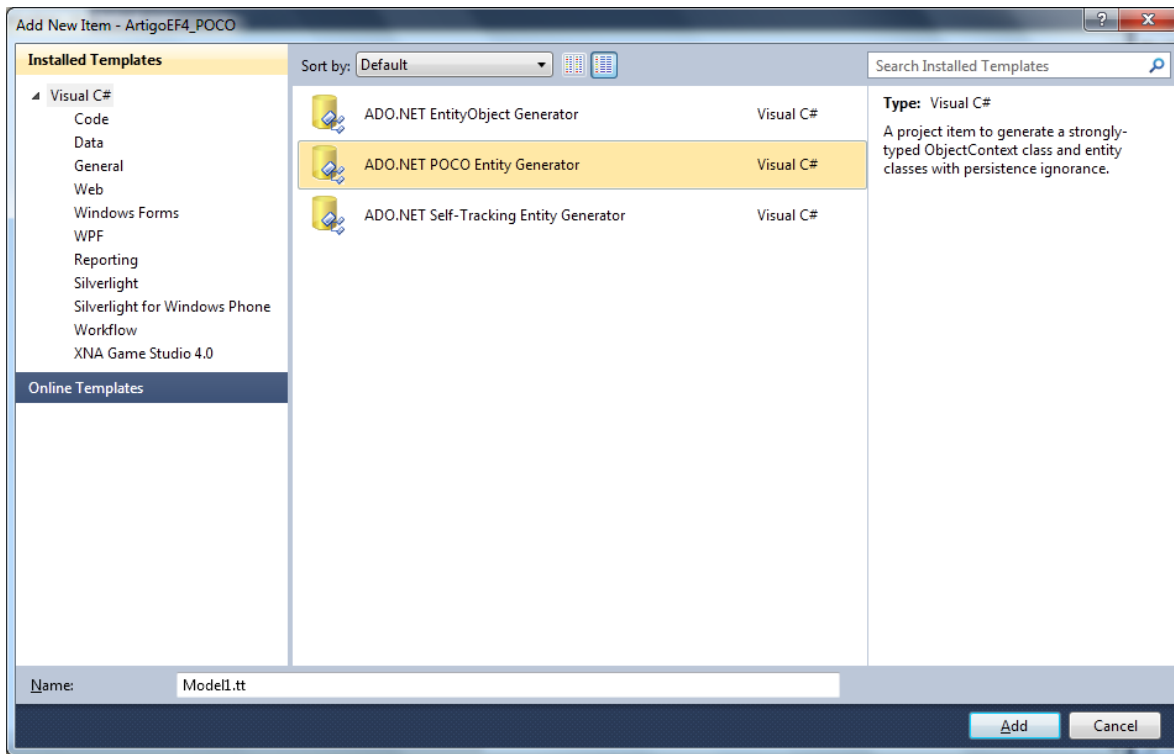 Add New Item - ArtigoEF4_POCO
?
X
Installed Templates
Visual C#
Code
Data
General
Web
Windows Forms
WPF
Reporting
Silverlight
Silverlight for Windows Phone
Workflow
XNA Game Studio 4.0
Online Templates
Sort by: Default
ADO.NET EntityObject Generator Visual C#
ADO.NET POCO Entity Generator Visual C#
ADO.NET Self-Tracking Entity Generator Visual C#
Search Installed Templates
Type: Visual C#
A project item to generate a strongly-
typed ObjectContext class and entity
classes with persistence ignorance.
Name: Model1.tt
Add Cancel